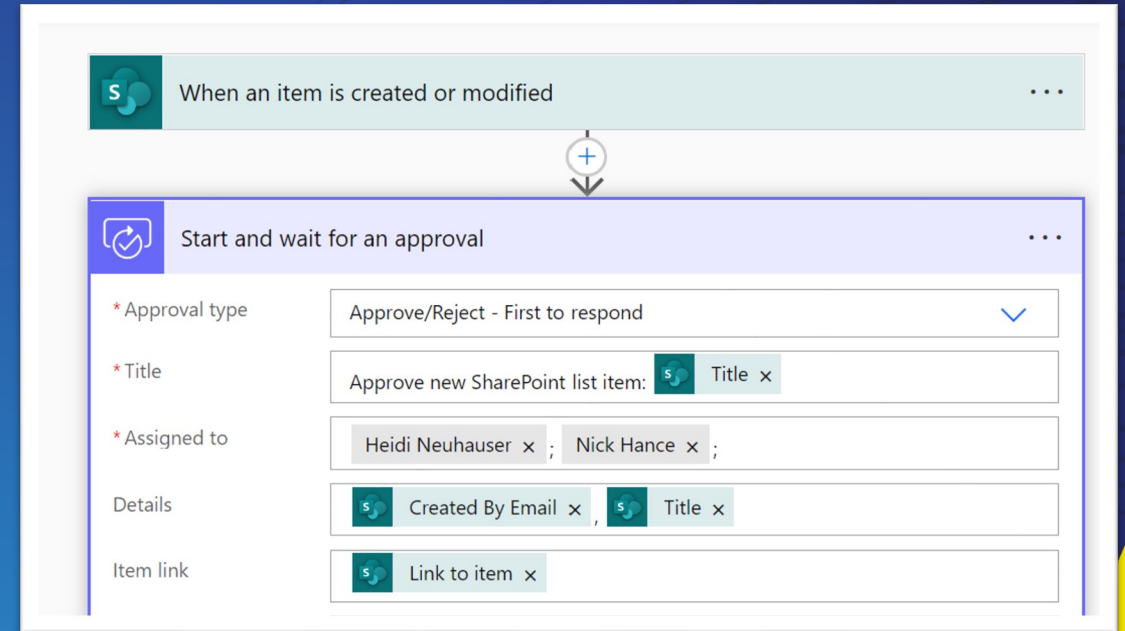 S When an item is created or modified ...
+
Start and wait for an approval ...
* Approval type Approve/Reject - First to respond
* Title Approve new SharePoint list item: S Title ×
* Assigned to Heidi Neuhauser × ; Nick Hance × ;
Details S Created By Email × , S Title ×
Item link S Link to item ×